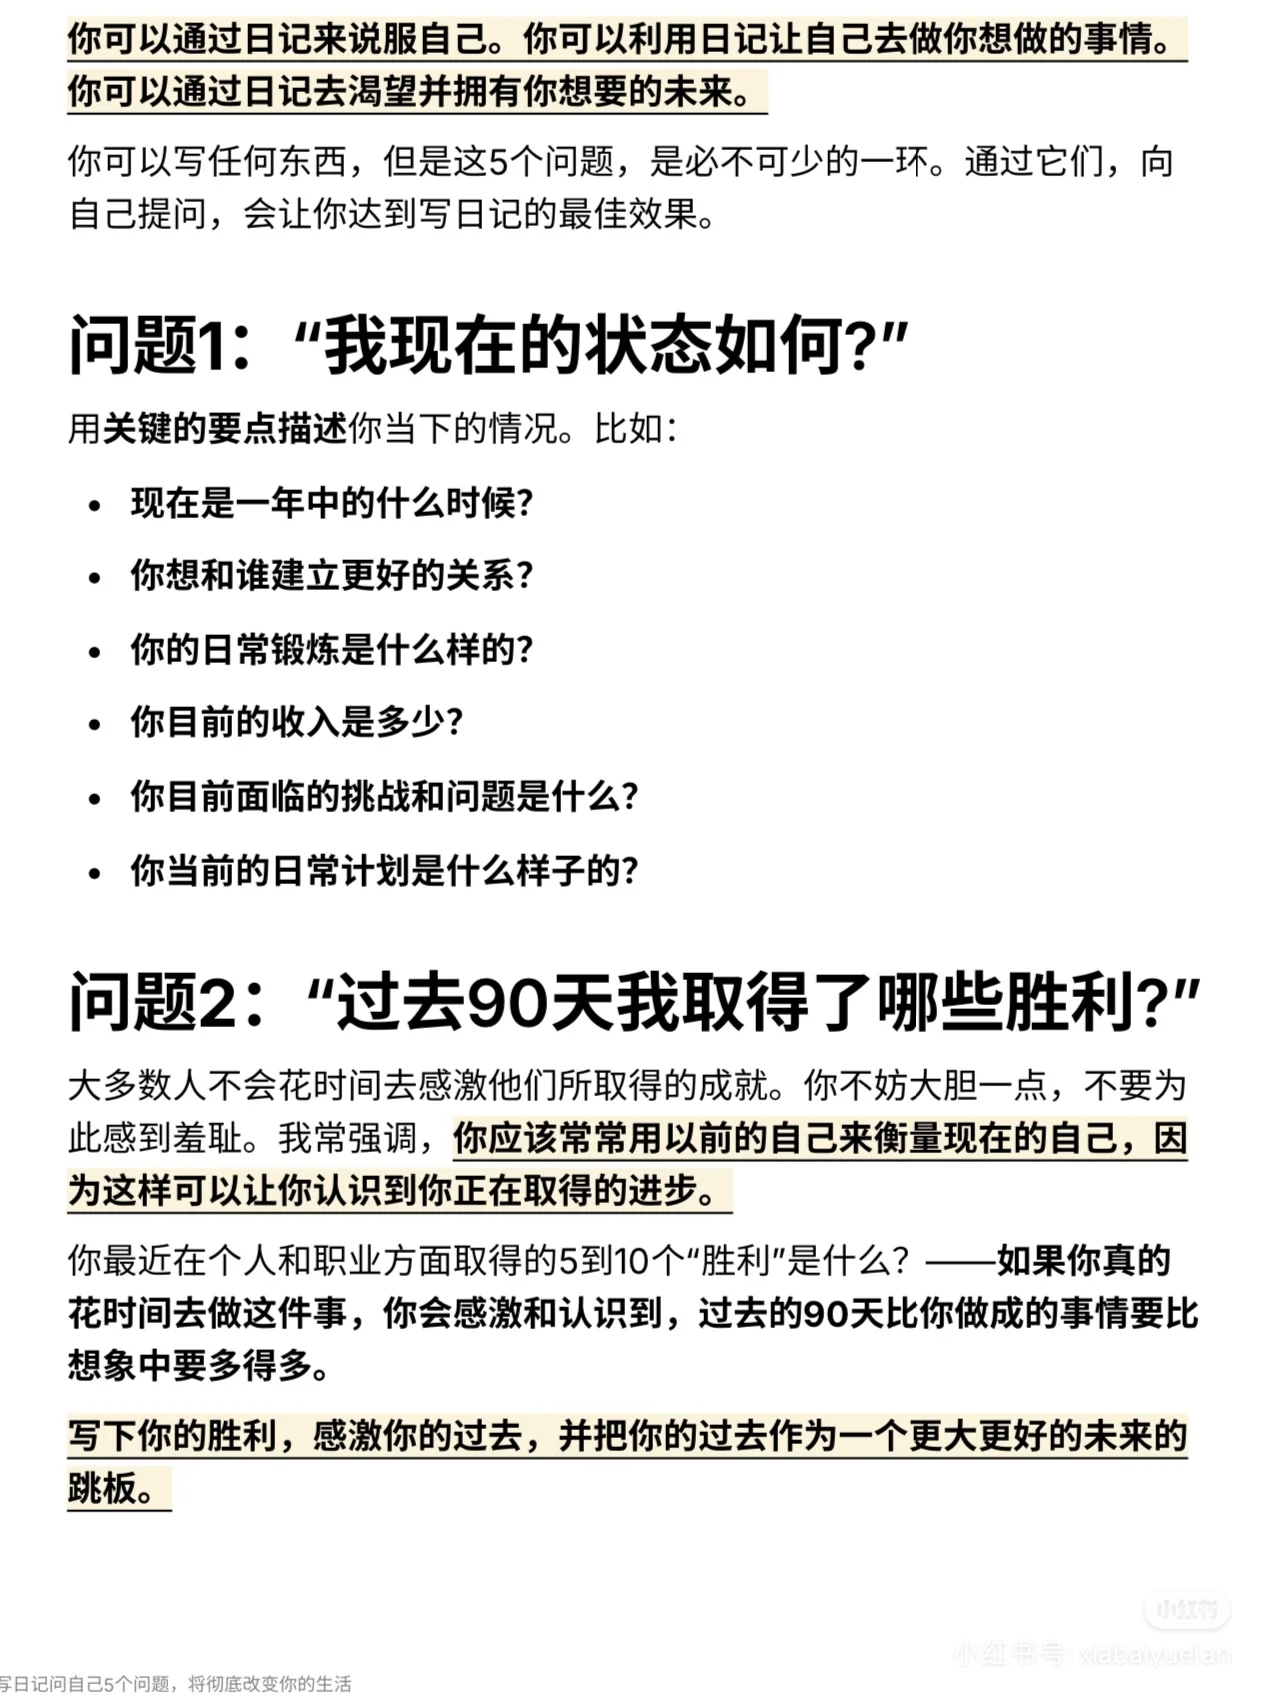 你可以通过日记来说服自己。你可以利用日记让自己去做你想做的事情。
你可以通过日记去渴望并拥有你想要的未来。
你可以写任何东西，但是这5个问题，是必不可少的一环。通过它们，向
自己提问，会让你达到写日记的最佳效果。
问题1：“我现在的状态如何?”
用关键的要点描述你当下的情况。比如：
• 现在是一年中的什么时候?
• 你想和谁建立更好的关系?
• 你的日常锻炼是什么样的?
• 你目前的收入是多少?
• 你目前面临的挑战和问题是什么?
• 你当前的日常计划是什么样子的?
问题2：“过去90天我取得了哪些胜利?”
大多数人不会花时间去感激他们所取得的成就。你不妨大胆一点，不要为
此感到羞耻。我常强调，你应该常常用以前的自己来衡量现在的自己，因
为这样可以让你认识到你正在取得的进步。
你最近在个人和职业方面取得的5到10个“胜利”是什么？——如果你真的
花时间去做这件事，你会感激和认识到，过去的90天比你做成的事情要比
想象中要多得多。
写下你的胜利，感激你的过去，并把你的过去作为一个更大更好的未来的
跳板。
小红书
小红书号: xiabaiyuelan
写日记问自己5个问题，将彻底改变你的生活